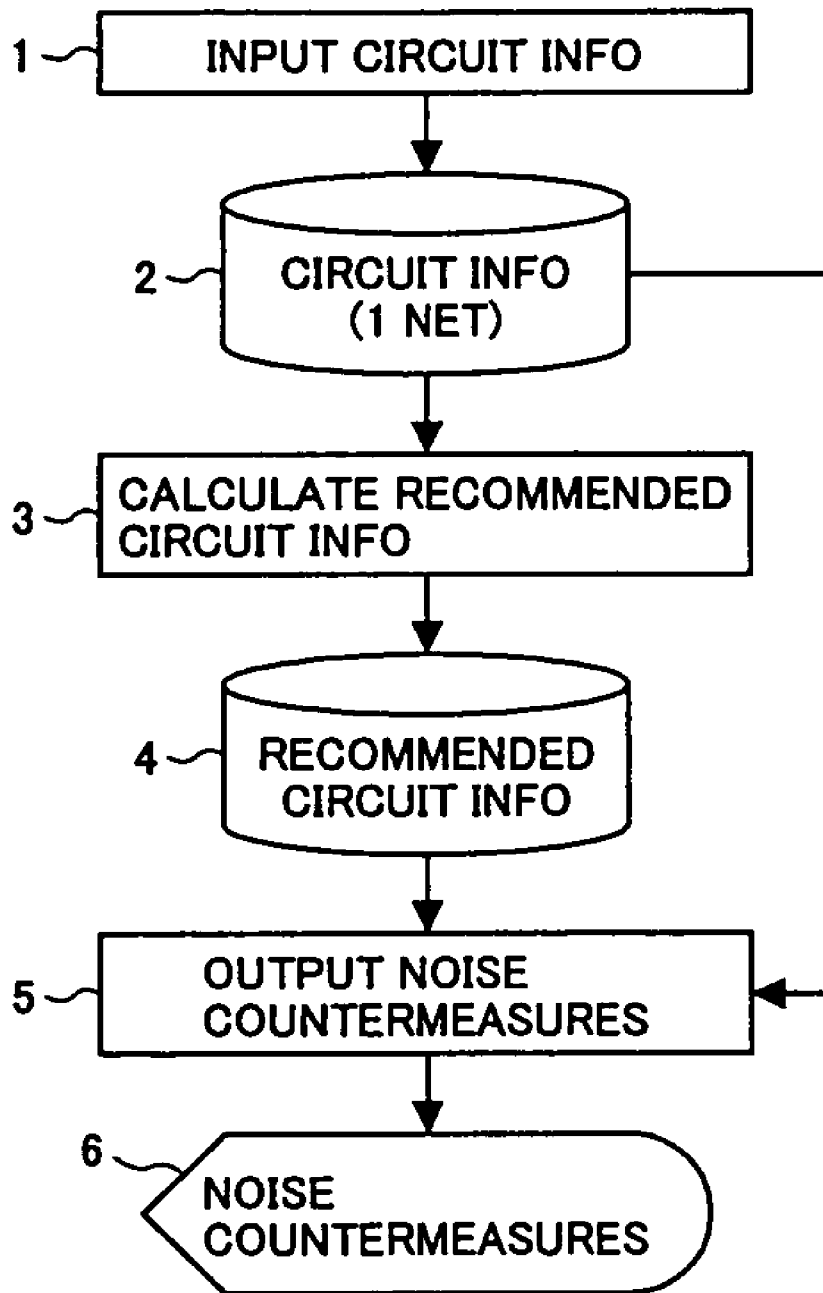 1
INPUT CIRCUIT INFO
2
CIRCUIT INFO
(1 NET)
3
CALCULATE RECOMMENDED
CIRCUIT INFO
4
RECOMMENDED
CIRCUIT INFO
5
OUTPUT NOISE
COUNTERMEASURES
6
NOISE
COUNTERMEASURES